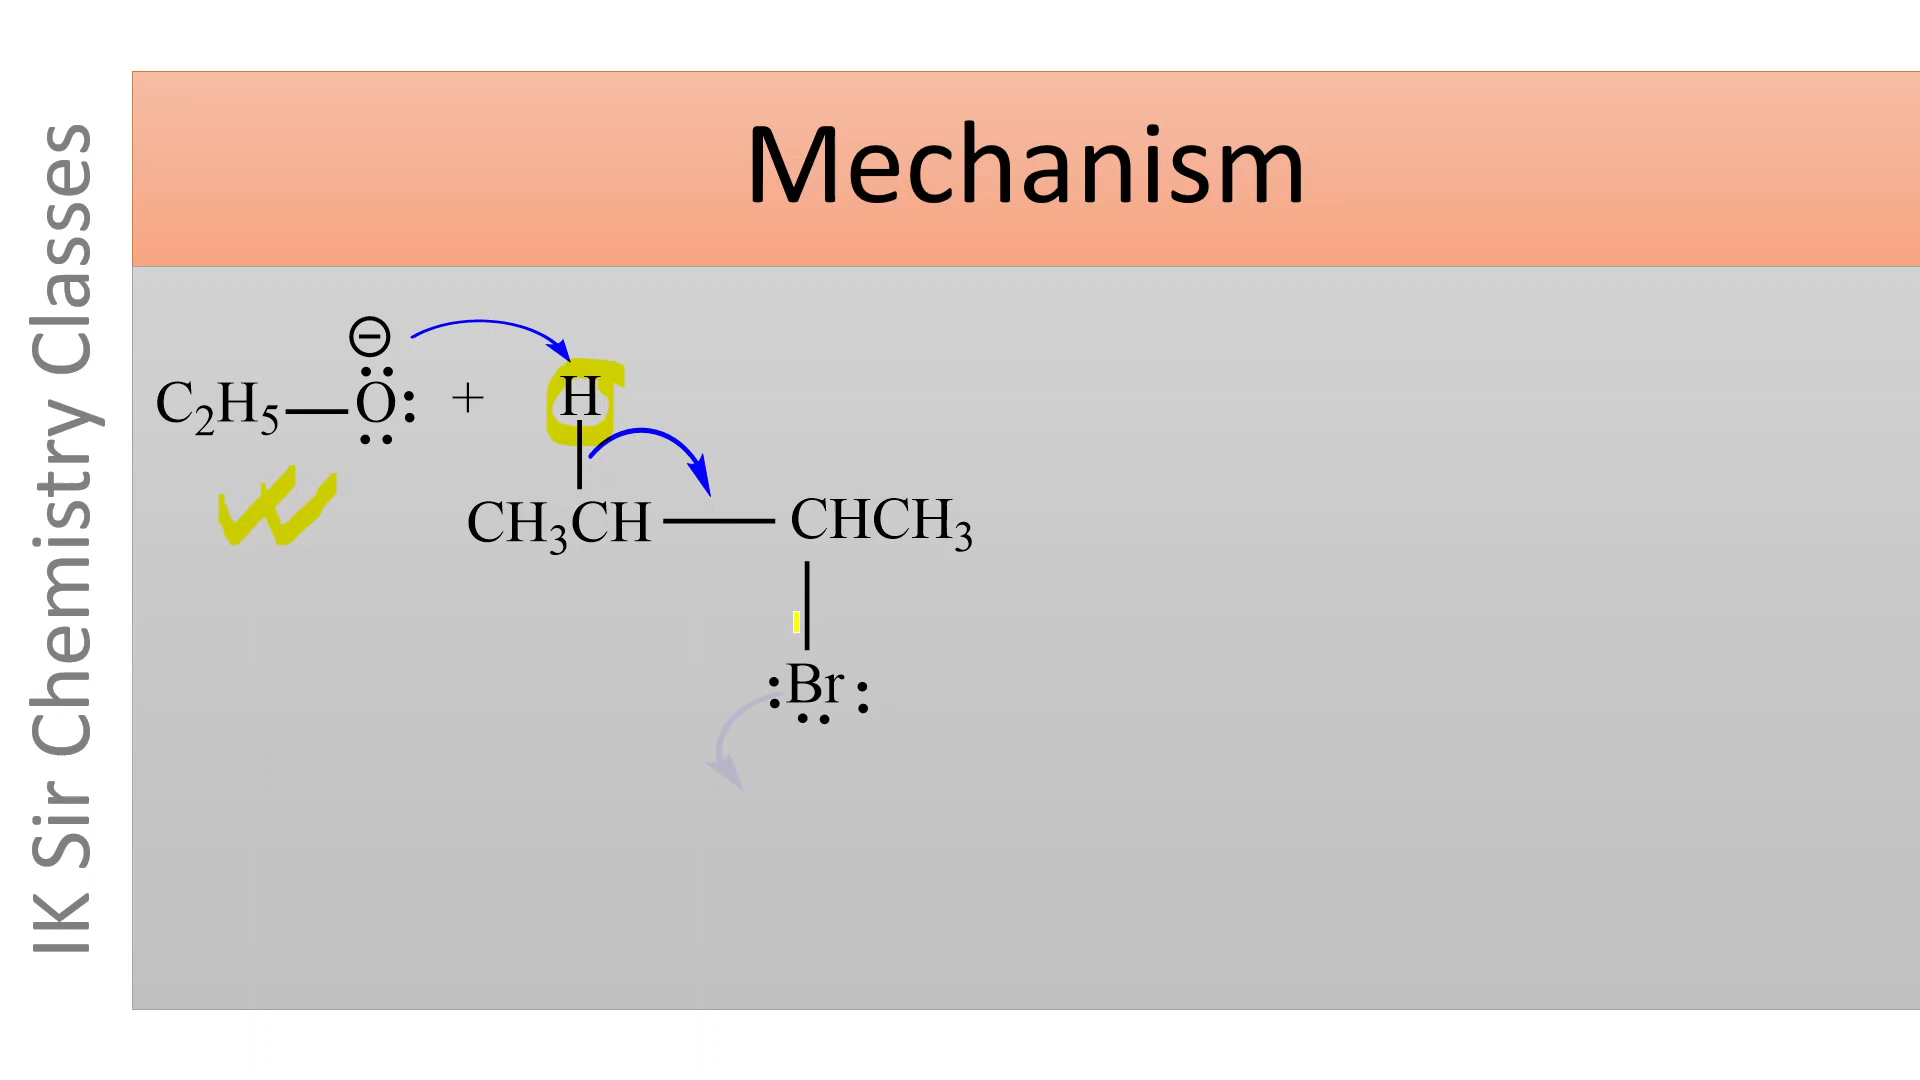 IK Sir Chemistry Classes
Mechanism
⊖
C₂H₅—O + H
CH₃CH — CHCH₃
Br